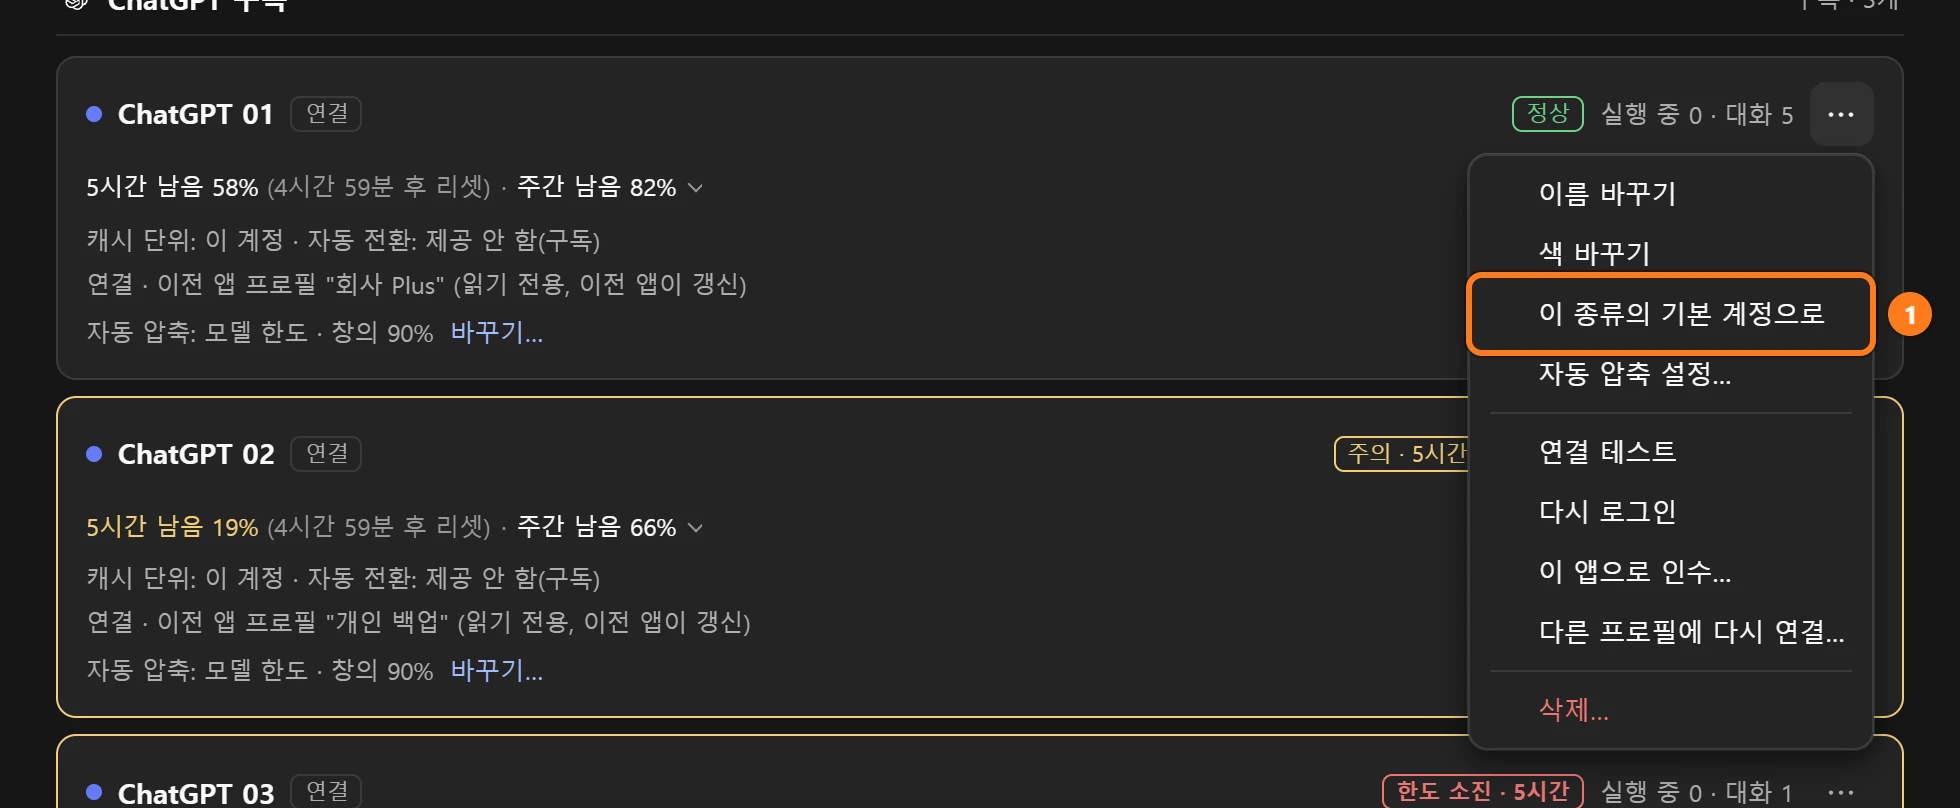 ChatGPT 구독
구독 · 3개
ChatGPT 01 연결
정상 실행 중 0 · 대화 5 ···
5시간 남음 58% (4시간 59분 후 리셋) · 주간 남음 82%
캐시 단위: 이 계정 · 자동 전환: 제공 안 함(구독)
연결 · 이전 앱 프로필 "회사 Plus" (읽기 전용, 이전 앱이 갱신)
자동 압축: 모델 한도 · 창의 90% 바꾸기...
이름 바꾸기
색 바꾸기
이 종류의 기본 계정으로
1
자동 압축 설정...
연결 테스트
다시 로그인
이 앱으로 인수...
다른 프로필에 다시 연결...
삭제...
ChatGPT 02 연결
주의 · 5시간
5시간 남음 19% (4시간 59분 후 리셋) · 주간 남음 66%
캐시 단위: 이 계정 · 자동 전환: 제공 안 함(구독)
연결 · 이전 앱 프로필 "개인 백업" (읽기 전용, 이전 앱이 갱신)
자동 압축: 모델 한도 · 창의 90% 바꾸기...
ChatGPT 03 연결
한도 소진 · 5시간 실행 중 0 · 대화 1 ···